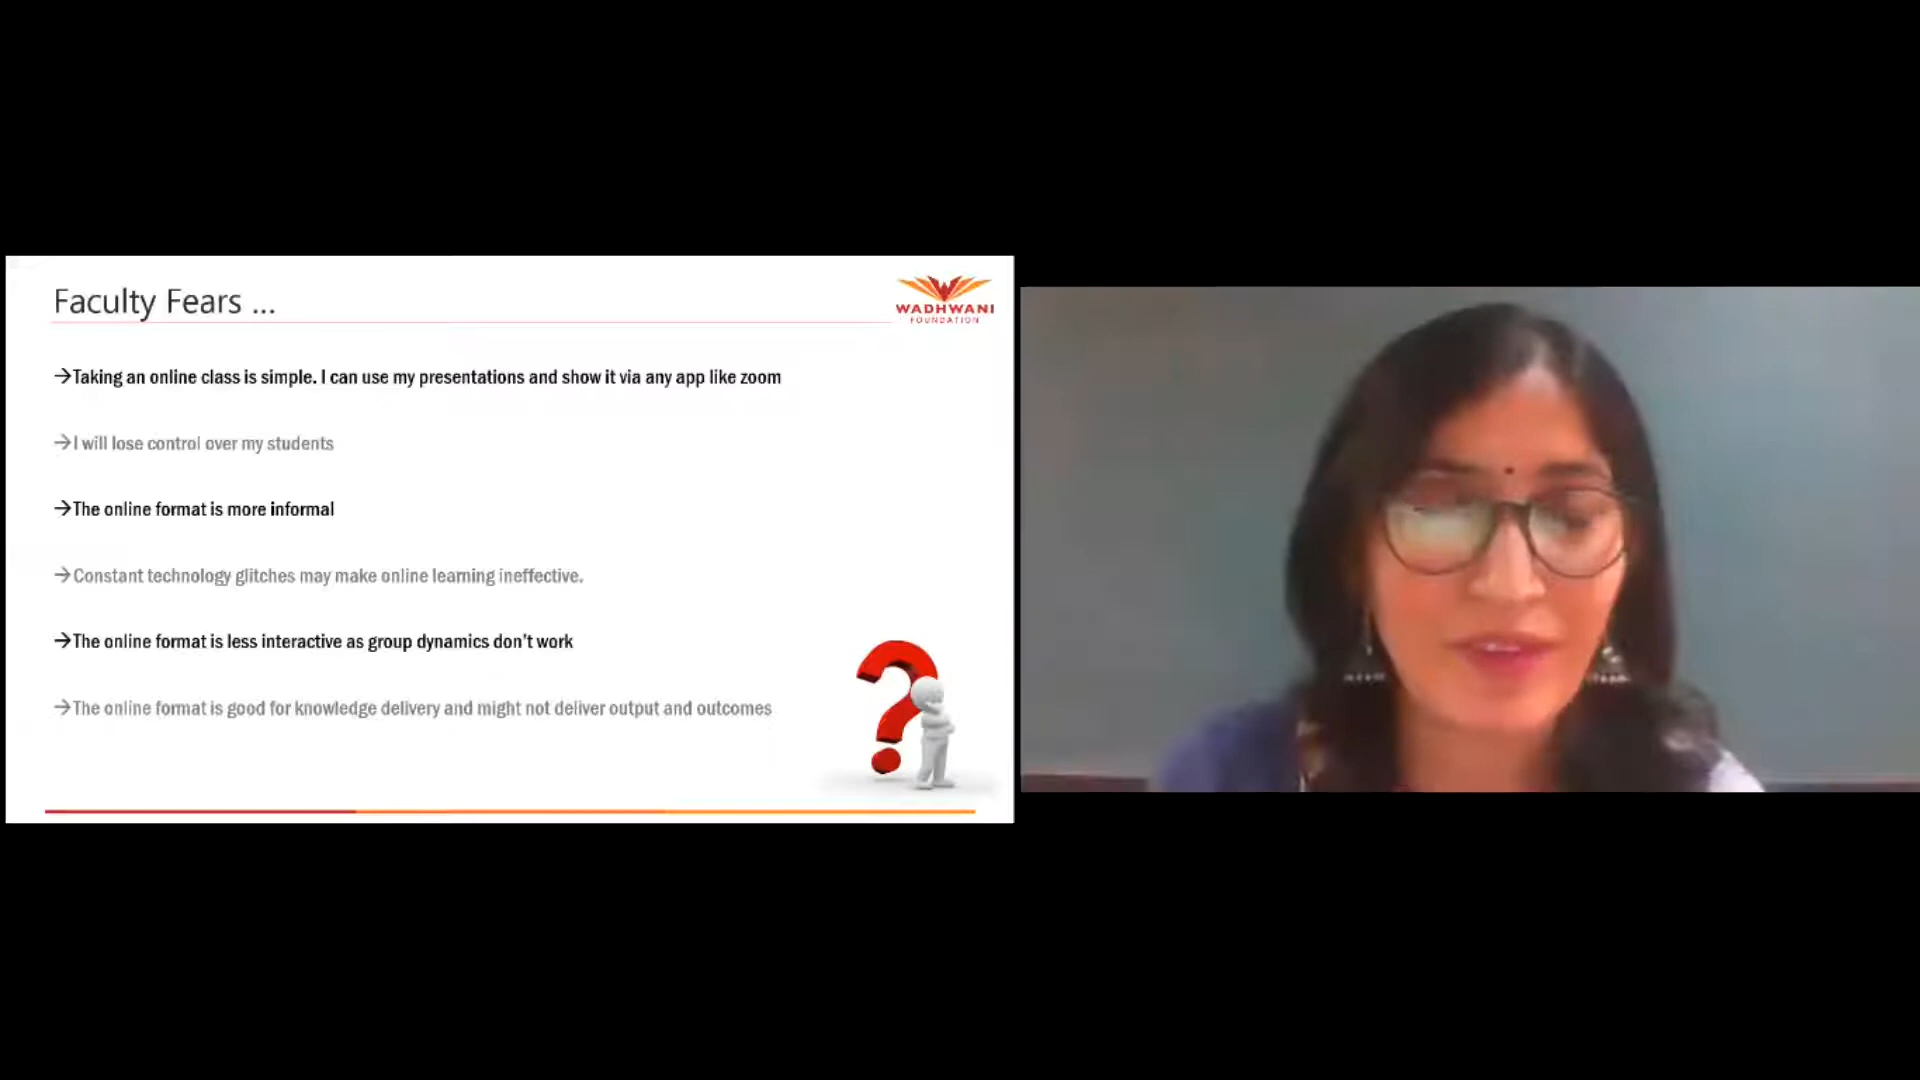 Faculty Fears ...
WADHWANI
FOUNDATION
→Taking an online class is simple. I can use my presentations and show it via any app like zoom
→I will lose control over my students
→The online format is more informal
→Constant technology glitches may make online learning ineffective.
→The online format is less interactive as group dynamics don't work
→The online format is good for knowledge delivery and might not deliver output and outcomes